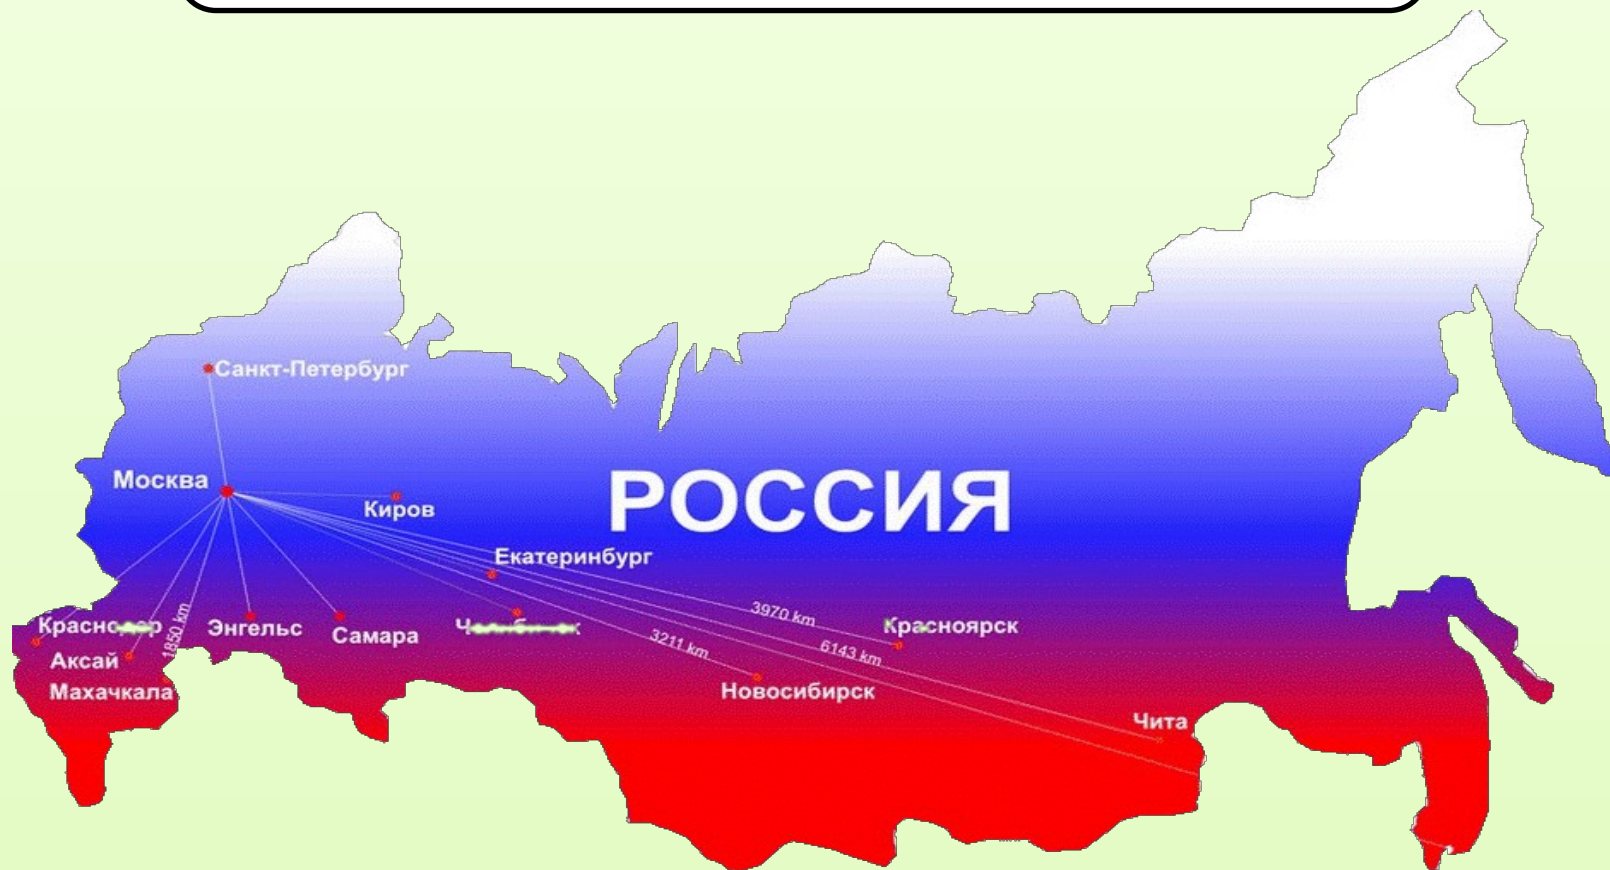 Санкт-Петербург
Москва
РОССИЯ
Киров
Екатеринбург
3970 km
Энгельс
Самара
1850 km
3211 km
6143 km
Красноярск
Аксай
Махачкала
Новосибирск
Чита